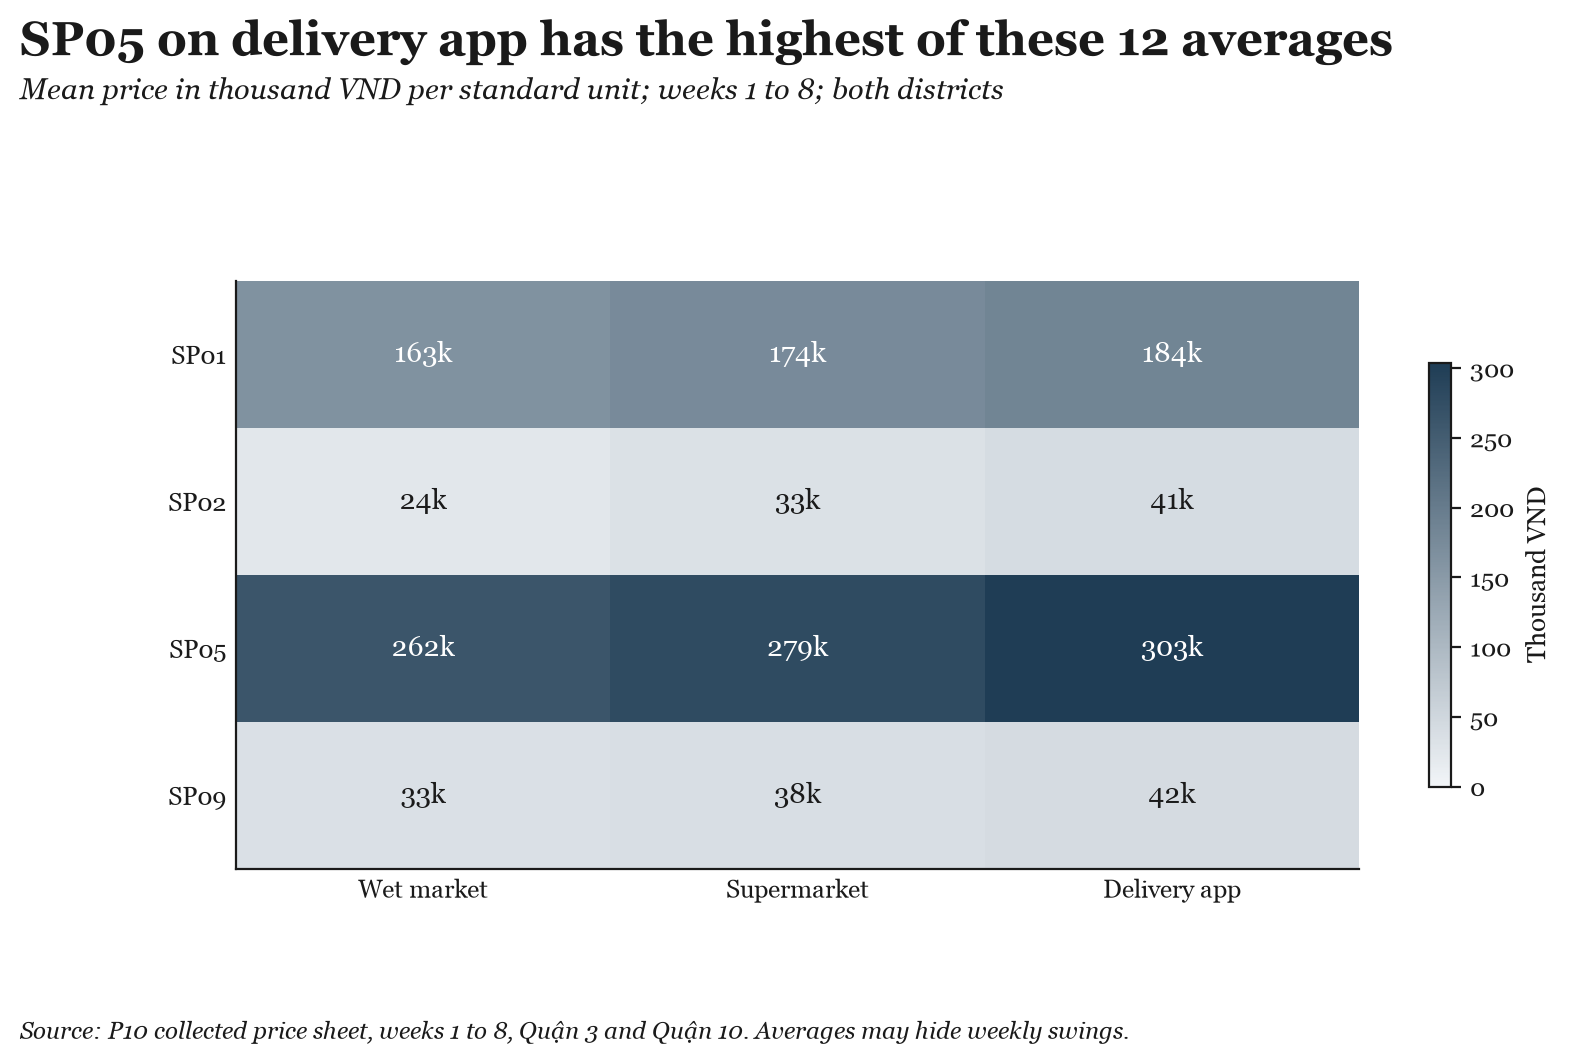 SP05 on delivery app has the highest of these 12 averages
Mean price in thousand VND per standard unit; weeks 1 to 8; both districts
SP01 163k 174k 184k
SP02 24k 33k 41k
SP05 262k 279k 303k
SP09 33k 38k 42k
Wet market Supermarket Delivery app
300
250
200
150
100
50
0
Thousand VND
Source: P10 collected price sheet, weeks 1 to 8, Quận 3 and Quận 10. Averages may hide weekly swings.